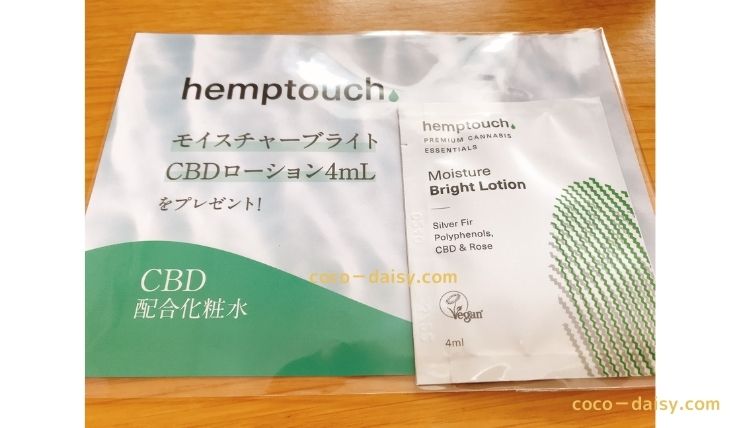 hemptouch
モイスチャーブライト
CBDローション4mL
をプレゼント!
CBD
配合化粧水
hemptouch
PREMIUM CANNABIS
ESSENTIALS
Moisture
Bright Lotion
Silver Fir
Polyphenols,
CBD & Rose
Vegan
4ml
coco-daisy.com
coco-daisy.com